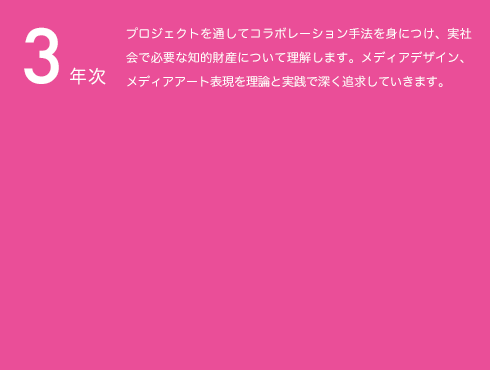 3年次
プロジェクトを通してコラボレーション手法を身につけ、実社
会で必要な知的財産について理解します。メディアデザイン、
メディアアート表現を理論と実践で深く追求していきます。